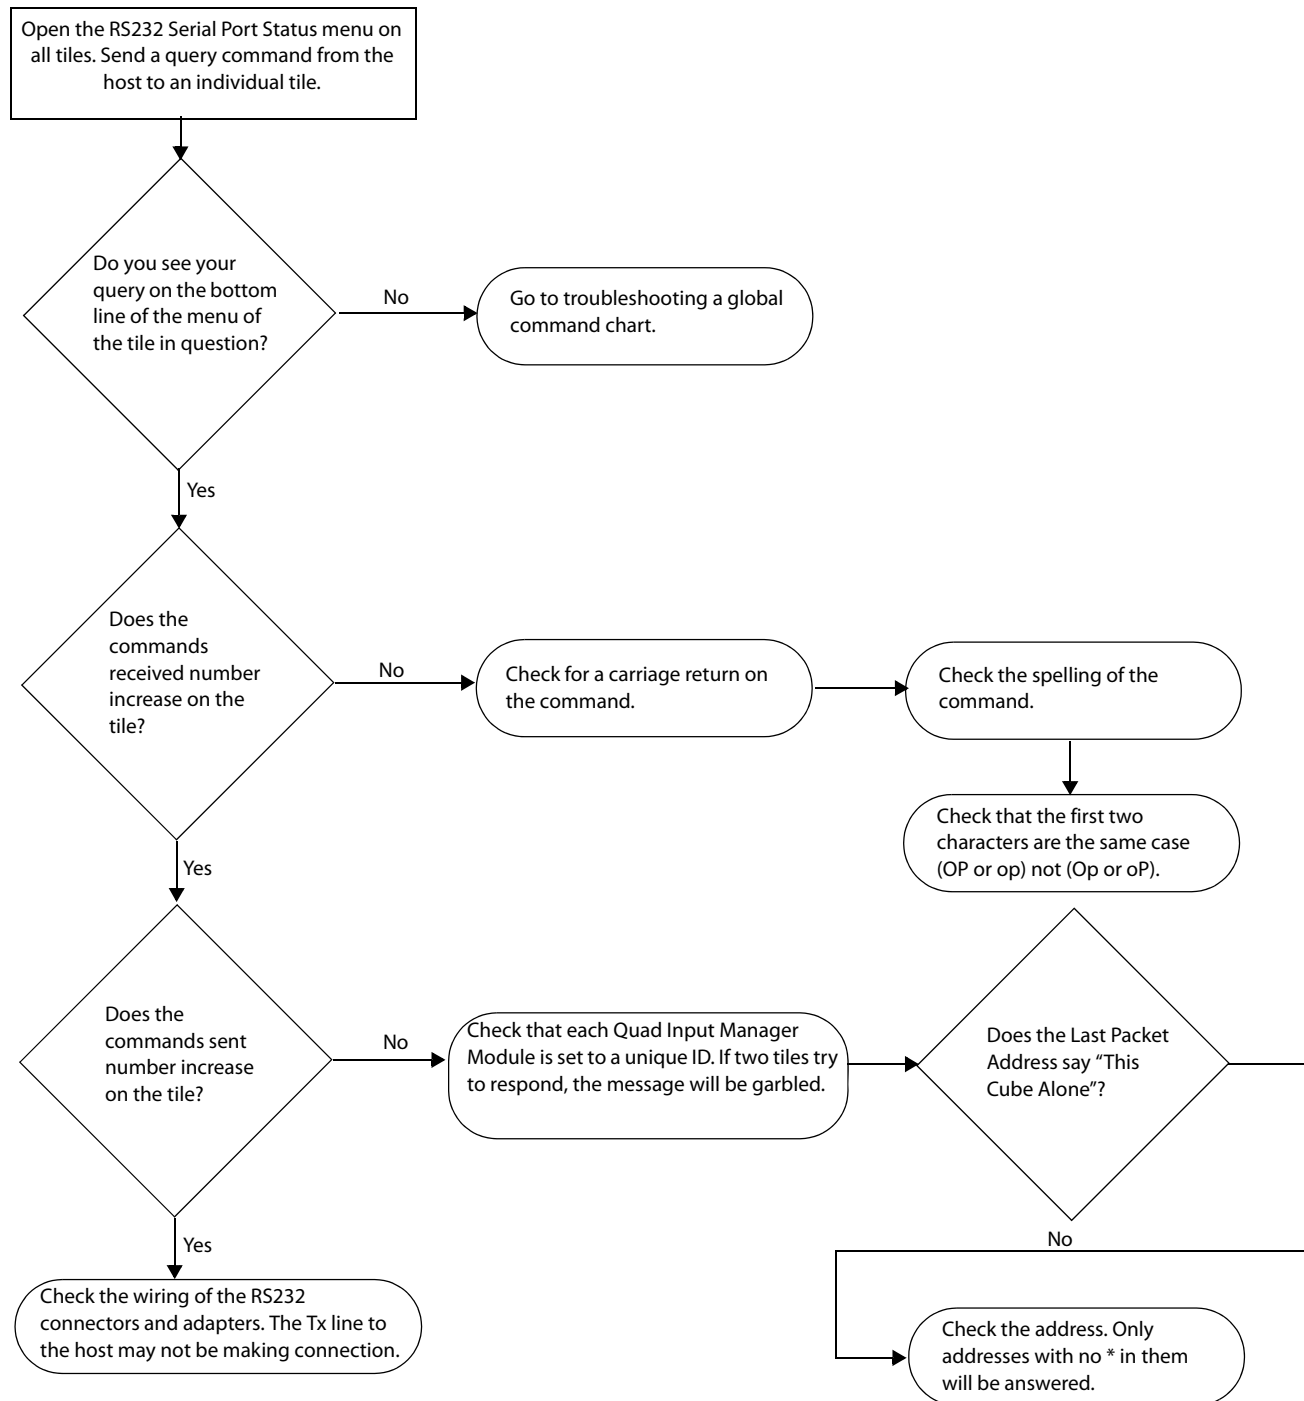 Open the RS232 Serial Port Status menu on
all tiles. Send a query command from the
host to an individual tile.
Do you see your
query on the bottom
line of the menu of
the tile in question?
No
Go to troubleshooting a global
command chart.
Yes
Does the
commands
received number
increase on the
tile?
No
Check for a carriage return on
the command.
Check the spelling of the
command.
Check that the first two
characters are the same case
(OP or op) not (Op or oP).
Yes
Does the
commands sent
number increase
on the tile?
No
Check that each Quad Input Manager
Module is set to a unique ID. If two tiles try
to respond, the message will be garbled.
Does the Last Packet
Address say “This
Cube Alone”?
No
Yes
Check the wiring of the RS232
connectors and adapters. The Tx line to
the host may not be making connection.
Check the address. Only
addresses with no * in them
will be answered.